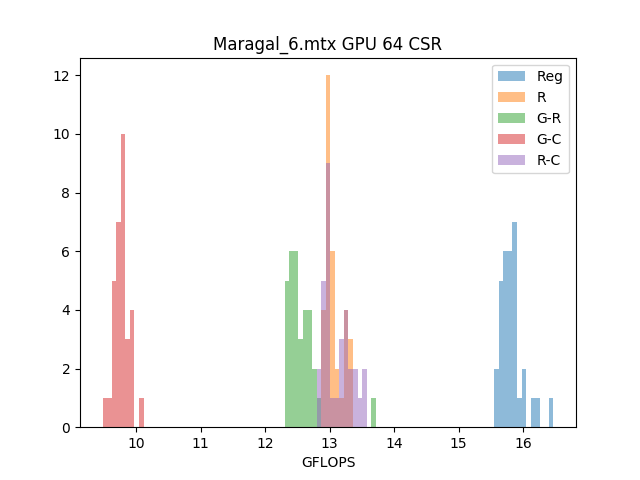 Maragal_6.mtx GPU 64 CSR
12
10
8
6
4
2
0
10 11 12 13 14 15 16
GFLOPS
Reg
R
G-R
G-C
R-C